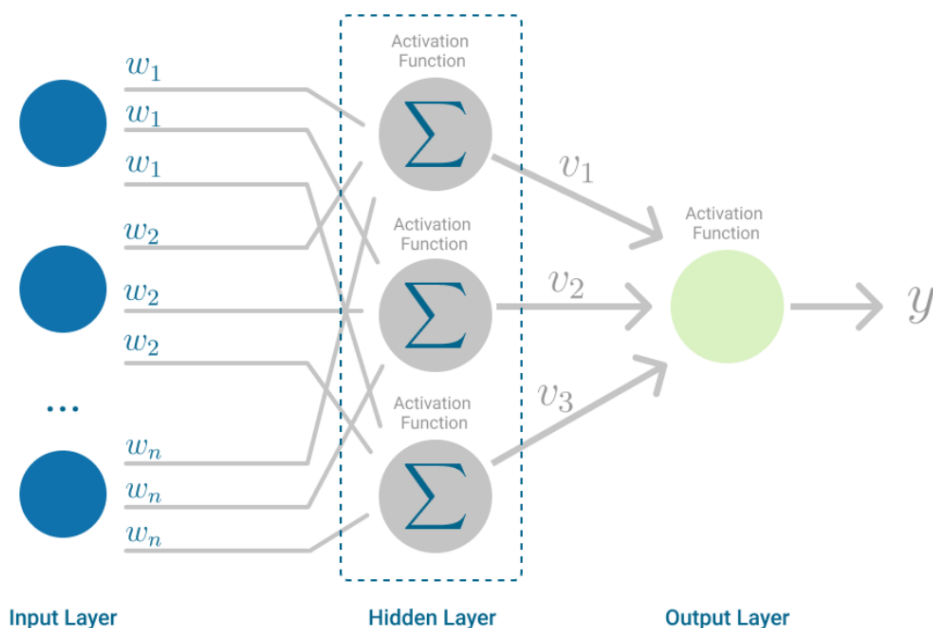 Activation
Function
w₁
w₁
w₁
Σ
v₁
w₂
Activation
Function
Activation
Function
w₂
Σ
v₂
y
w₂
...
Activation
Function
v₃
wₙ
wₙ
Σ
wₙ
Input Layer
Hidden Layer
Output Layer